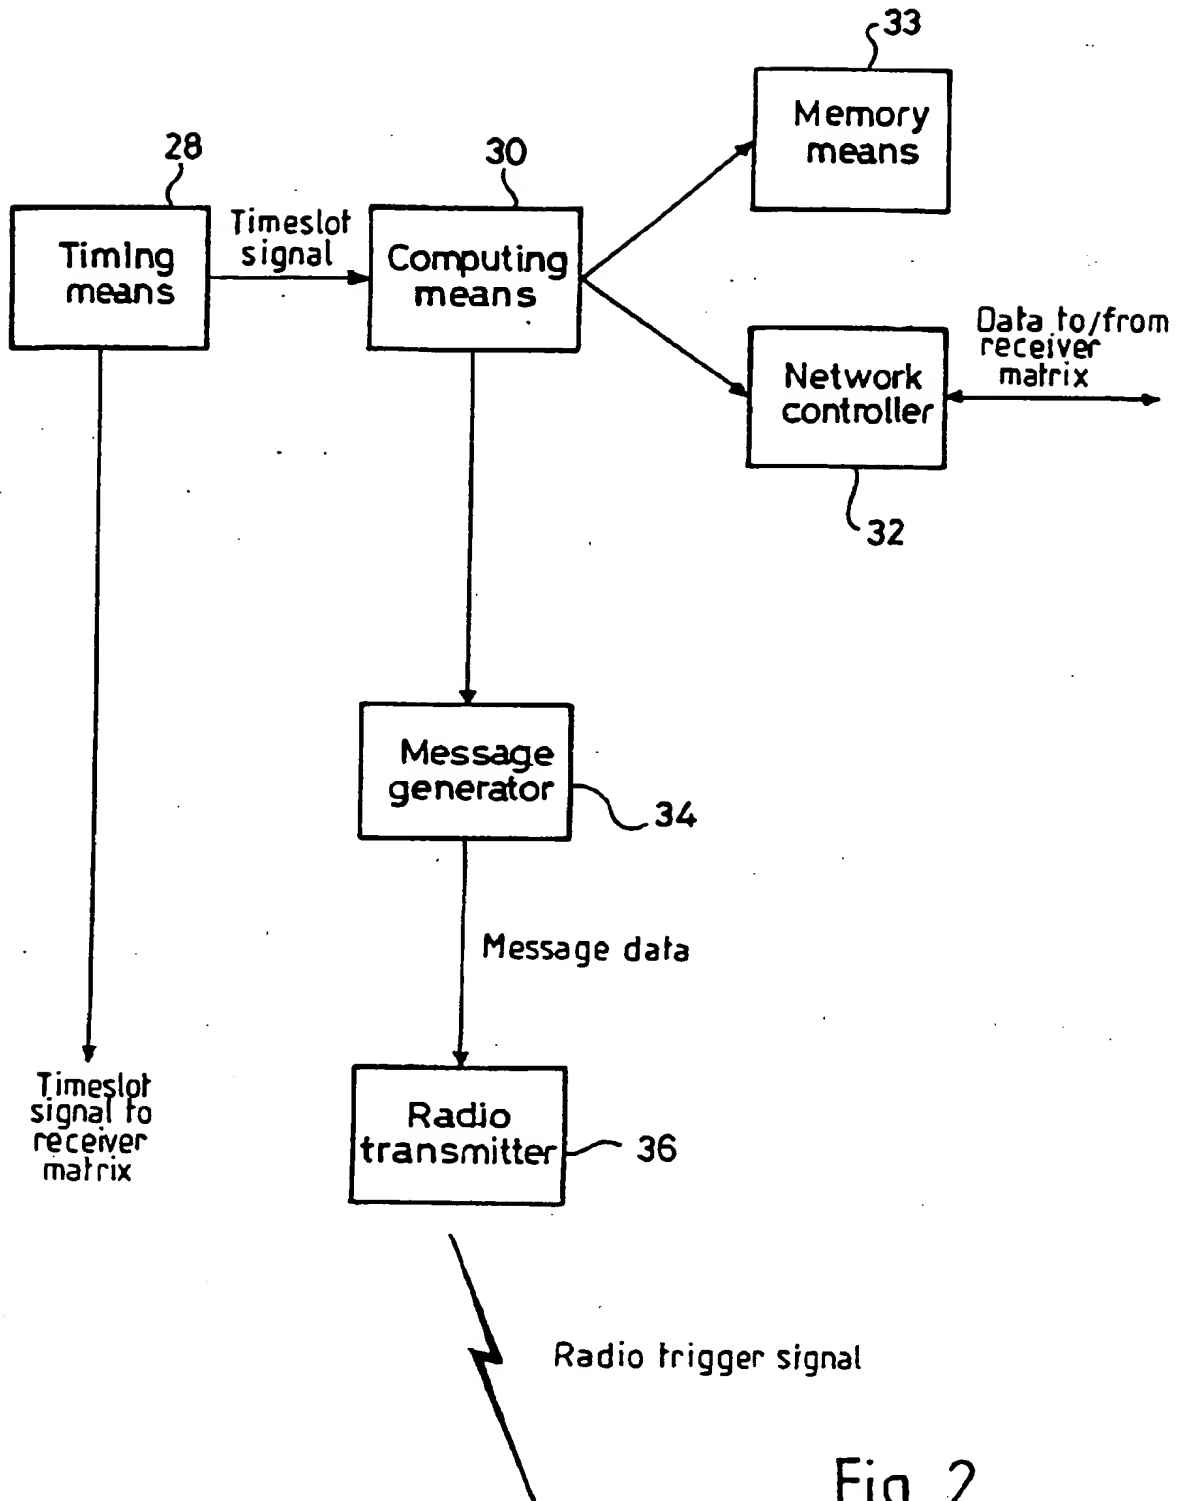 33
Memory
means
28
30
Timeslot
signal
Timing
means
Computing
means
Data to/from
receiver
matrix
Network
controller
32
Message
generator
34
Message data
Timeslot
signal to
receiver
matrix
Radio
transmitter
36
Radio trigger signal
Fig 2